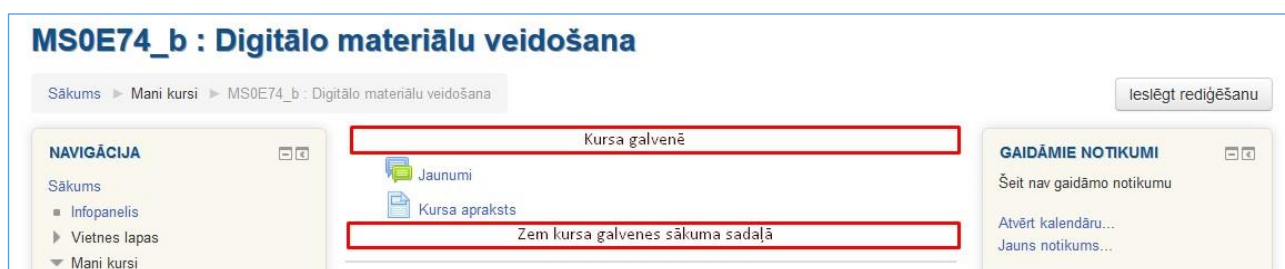 MS0E74_b : Digitālo materiālu veidošana
Sākums ► Mani kursi ► MS0E74_b : Digitālo materiālu veidošana
Ieslēgt rediģēšanu
NAVIGĀCIJA
Sākums
Infopanelis
Vietnes lapas
Mani kursi
Kursa galvenē
Jaunumi
Kursa apraksts
Zem kursa galvenes sākuma sadaļā
GAIDĀMIE NOTIKUMI
Šeit nav gaidāmo notikumu
Atvērt kalendāru...
Jauns notikums...